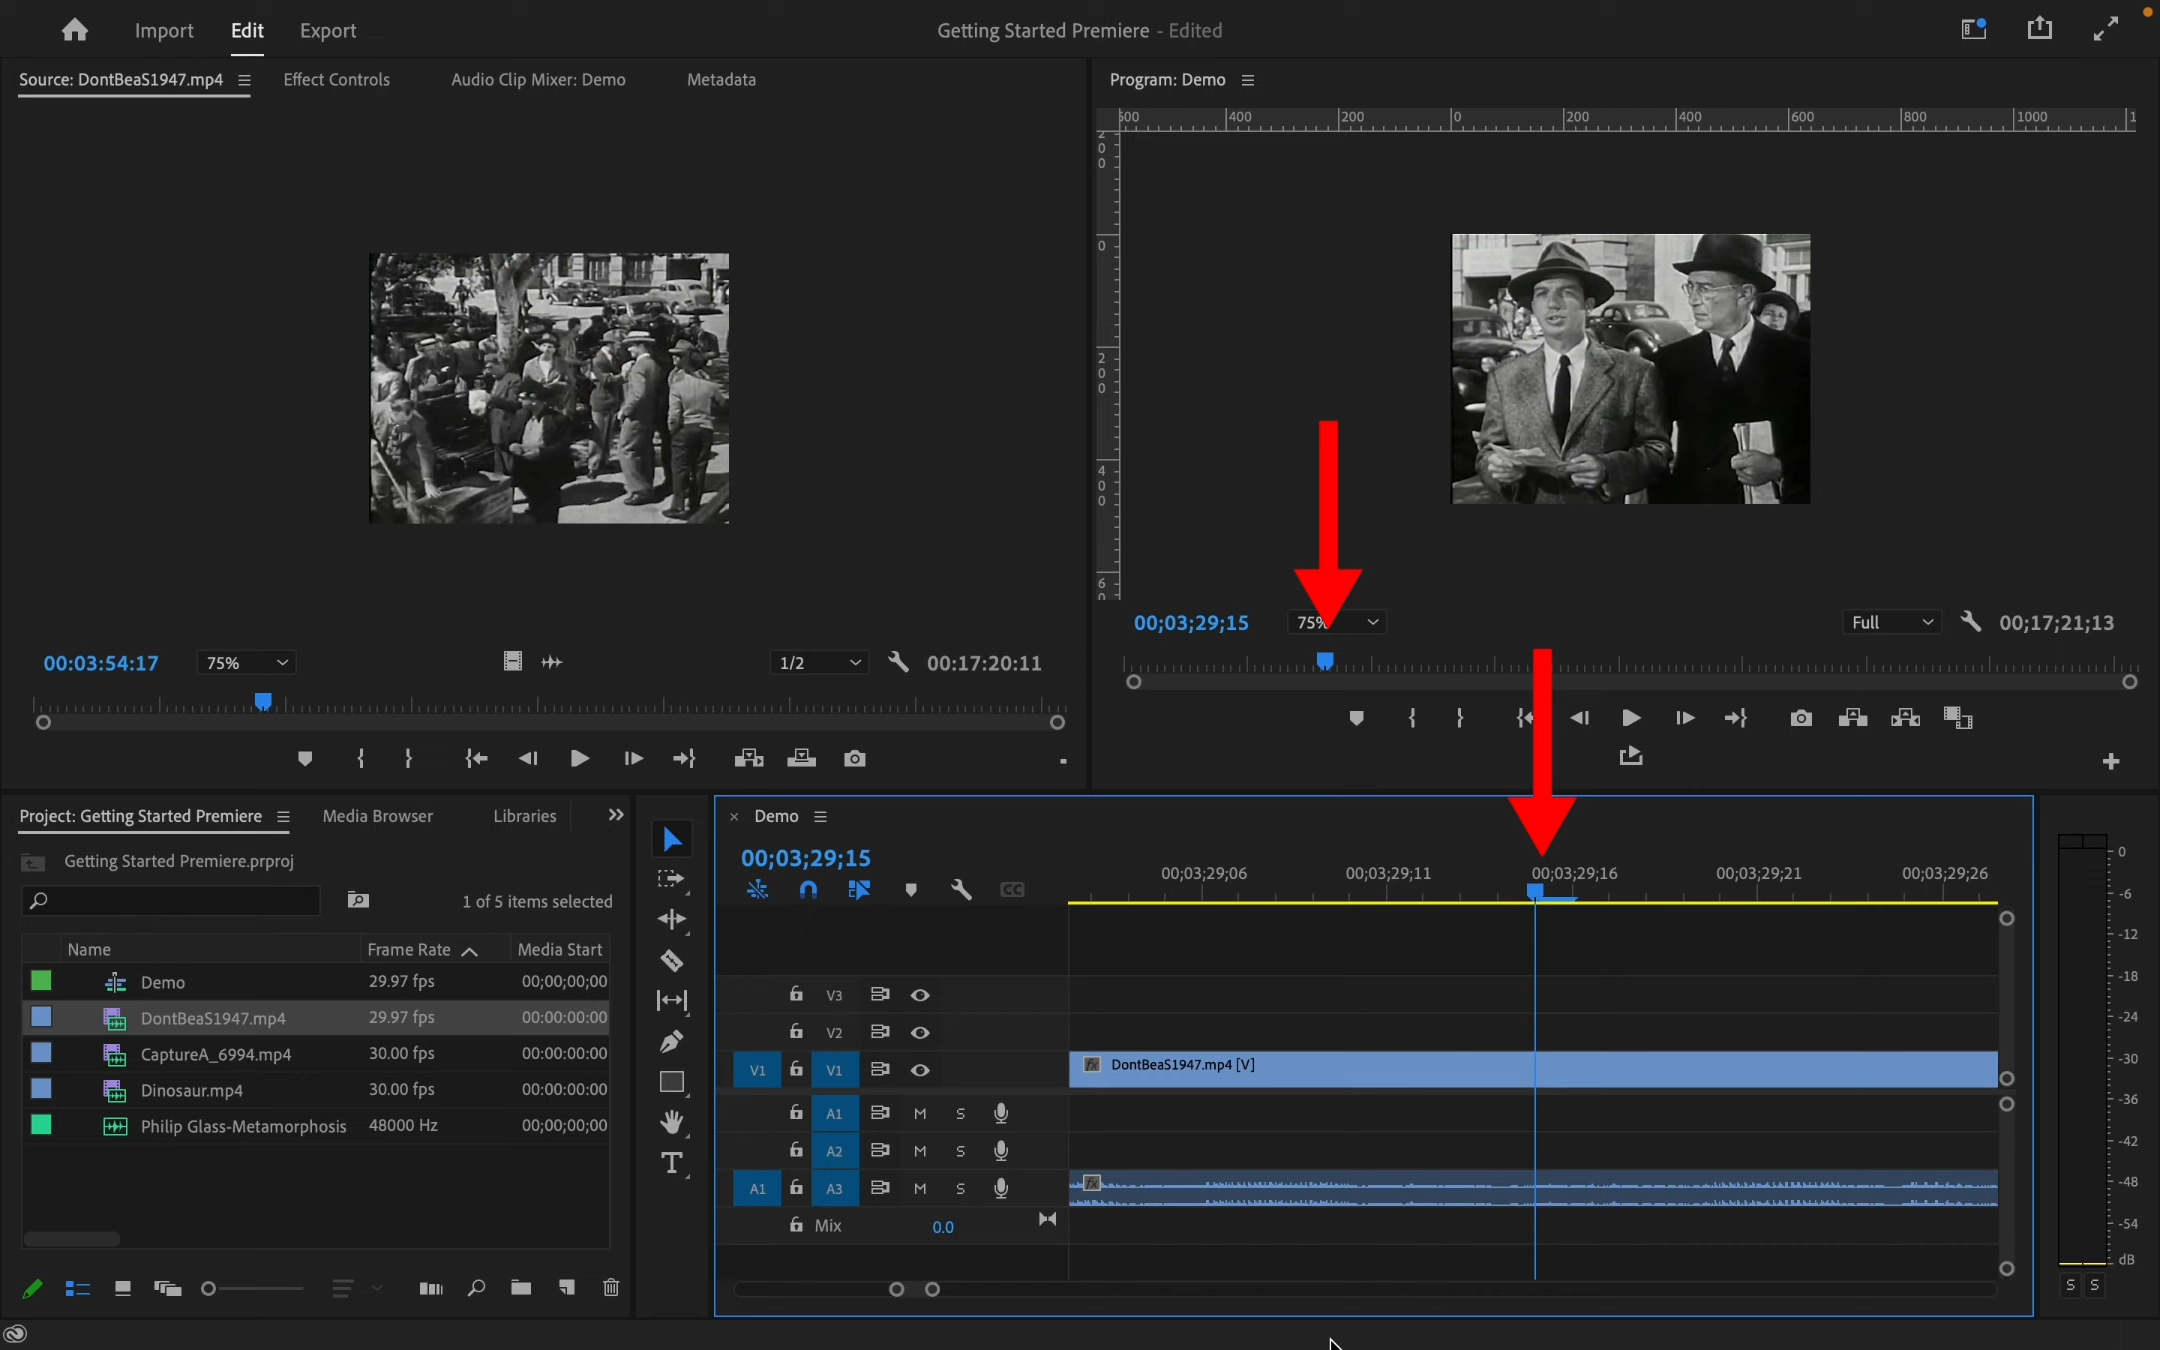 Import Edit Export Getting Started Premiere - Edited
Source: DontBeaS1947.mp4 Effect Controls Audio Clip Mixer: Demo Metadata
Program: Demo
400 200 0 200 400 600 800 1000
0
200
400
00;03;29;15 75% Full 00;17;21;13
00:03:54:17 75% 1/2 00:17:20:11
Project: Getting Started Premiere Media Browser Libraries
Getting Started Premiere.prproj
1 of 5 items selected
Name Frame Rate Media Start
Demo 29.97 fps 00;00;00;00
DontBeaS1947.mp4 29.97 fps 00:00:00:00
CaptureA_6994.mp4 30.00 fps 00:00:00:00
Dinosaur.mp4 30.00 fps 00:00:00:00
Philip Glass-Metamorphosis 48000 Hz 00;00;00;00
× Demo
00;03;29;15
00;03;29;06 00;03;29;11 00;03;29;16 00;03;29;21 00;03;29;26
CC
V3
V2
V1 V1 fx DontBeaS1947.mp4 [V]
A1 M S
A2 M S
A1 A3 M S fx
Mix 0.0
T
0
-6
-12
-18
-24
-30
-36
-42
-48
-54
dB
S S